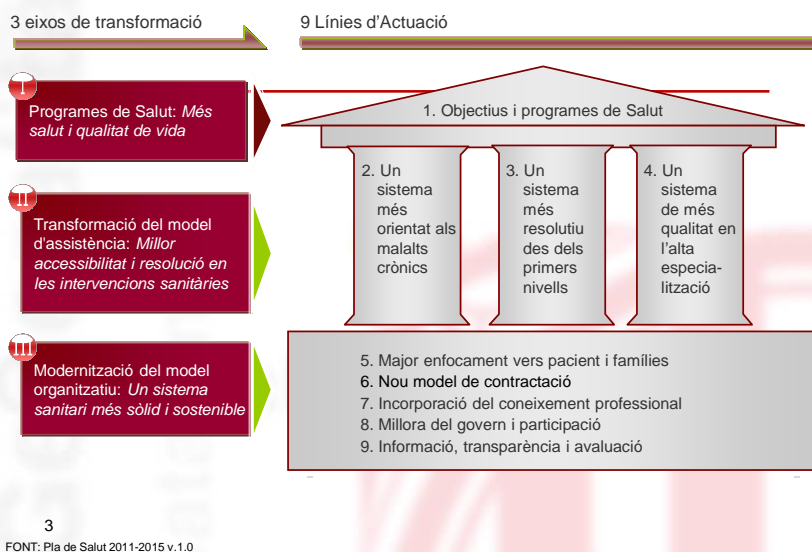 3 eixos de transformació
9 Línies d'Actuació
I
Programes de Salut: Més
salut i qualitat de vida
1. Objectius i programes de Salut
II
Transformació del model
d'assistència: Millor
accessibilitat i resolució en
les intervencions sanitàries
2. Un
sistema
més
orientat als
malalts
crònics
3. Un
sistema
més
resolutiu
des dels
primers
nivells
4. Un
sistema
de més
qualitat en
l'alta
especia-
lització
III
Modernització del model
organitzatiu: Un sistema
sanitari més sòlid i sostenible
5. Major enfocament vers pacient i famílies
6. Nou model de contractació
7. Incorporació del coneixement professional
8. Millora del govern i participació
9. Informació, transparència i avaluació
3
FONT: Pla de Salut 2011-2015 v.1.0